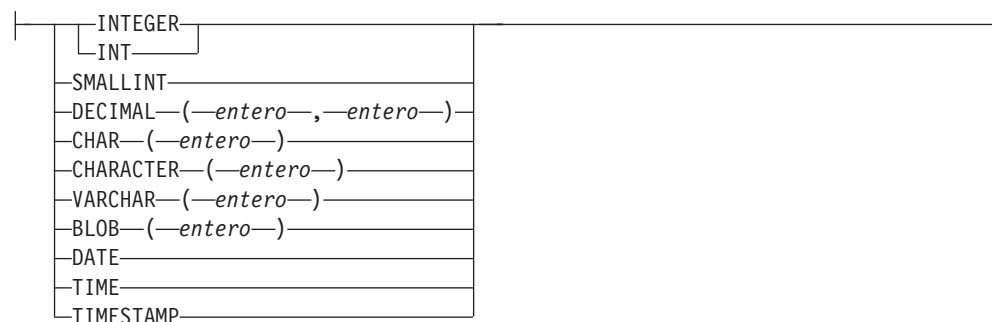 INTEGER
INT
SMALLINT
DECIMAL ( entero , entero )
CHAR ( entero )
CHARACTER ( entero )
VARCHAR ( entero )
BLOB ( entero )
DATE
TIME
TIMESTAMP